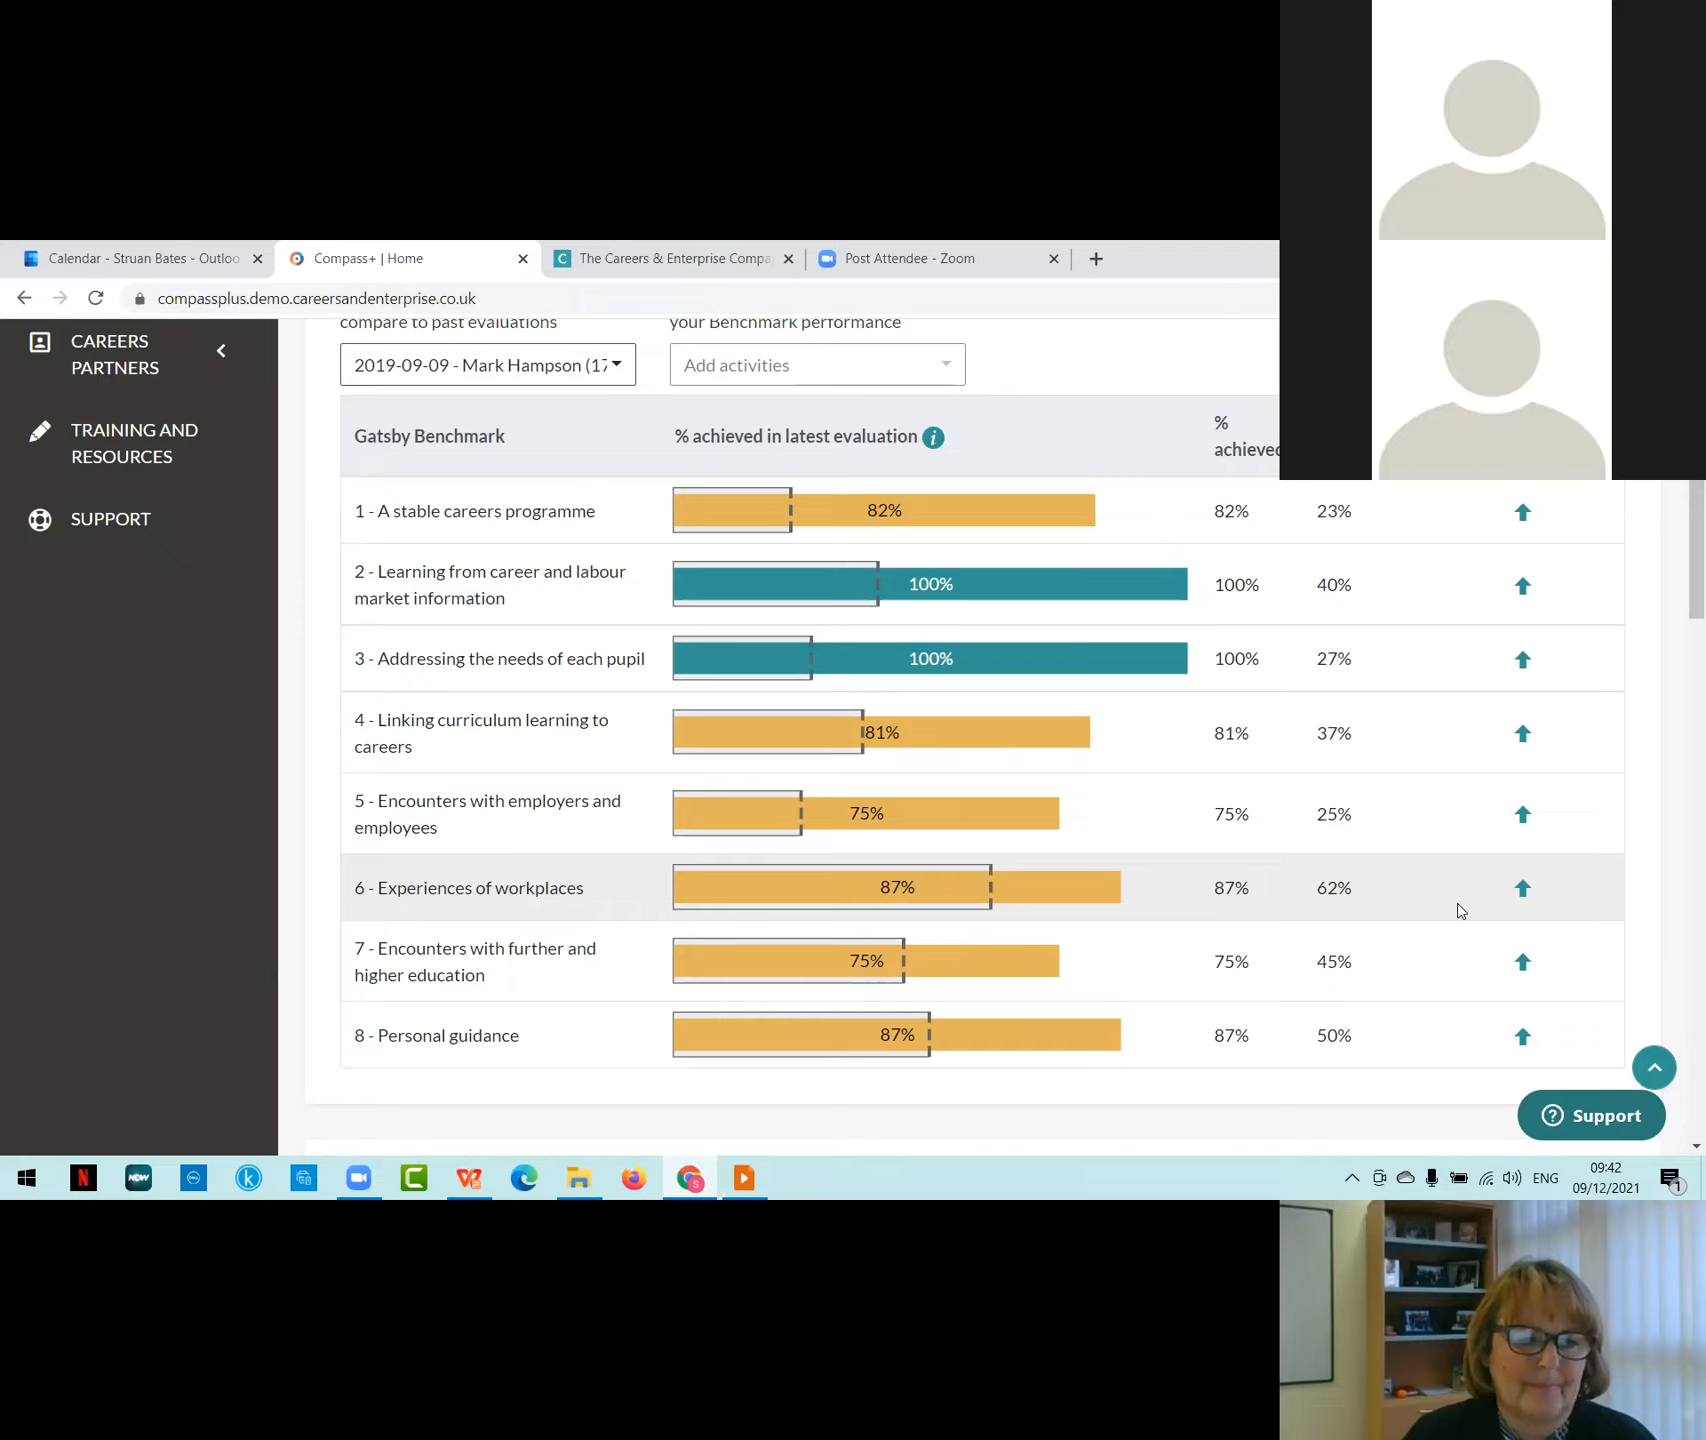 Calendar - Struan Bates - Outlo
Compass+ | Home
The Careers & Enterprise Compa
Post Attendee - Zoom
compassplus.demo.careersandenterprise.co.uk
CAREERS
PARTNERS
TRAINING AND
RESOURCES
SUPPORT
compare to past evaluations
your Benchmark performance
2019-09-09 - Mark Hampson (17
Add activities
Gatsby Benchmark
% achieved in latest evaluation i
%
achieved
1 - A stable careers programme
82%
82%
23%
2 - Learning from career and labour
market information
100%
100%
40%
3 - Addressing the needs of each pupil
100%
100%
27%
4 - Linking curriculum learning to
careers
81%
81%
37%
5 - Encounters with employers and
employees
75%
75%
25%
6 - Experiences of workplaces
87%
87%
62%
7 - Encounters with further and
higher education
75%
75%
45%
8 - Personal guidance
87%
87%
50%
? Support
N
NOW
ENG
09:42
09/12/2021
1